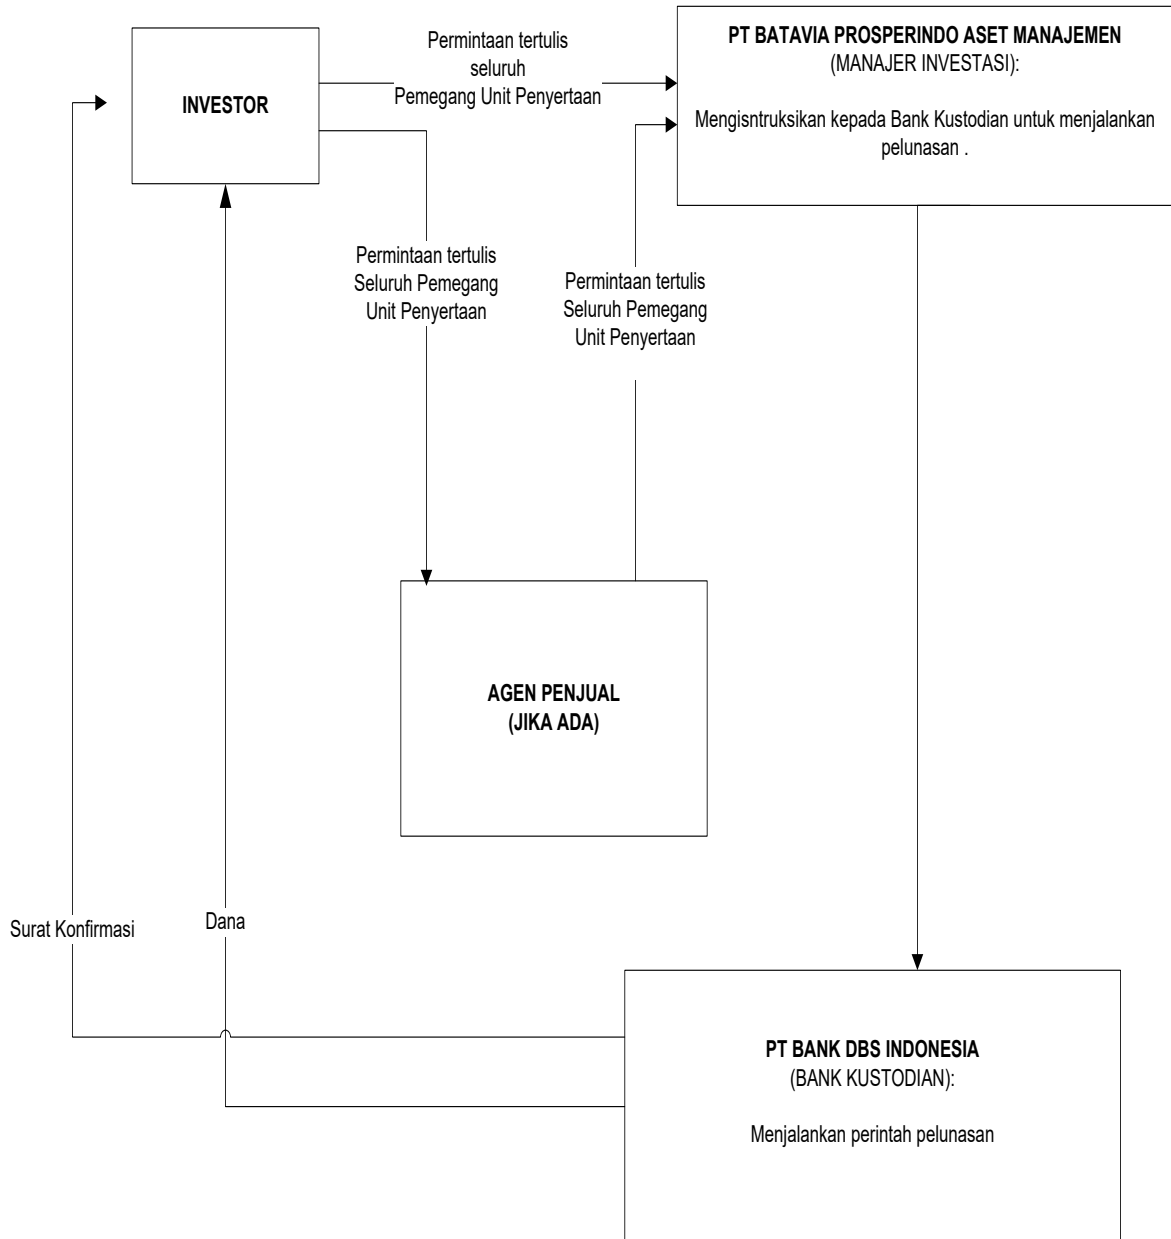 INVESTOR
Permintaan tertulis
seluruh
Pemegang Unit Penyertaan
PT BATAVIA PROSPERINDO ASET MANAJEMEN
(MANAJER INVESTASI):
Mengisntruksikan kepada Bank Kustodian untuk menjalankan
pelunasan .
Permintaan tertulis
Seluruh Pemegang
Unit Penyertaan
Permintaan tertulis
Seluruh Pemegang
Unit Penyertaan
AGEN PENJUAL
(JIKA ADA)
Surat Konfirmasi
Dana
PT BANK DBS INDONESIA
(BANK KUSTODIAN):
Menjalankan perintah pelunasan